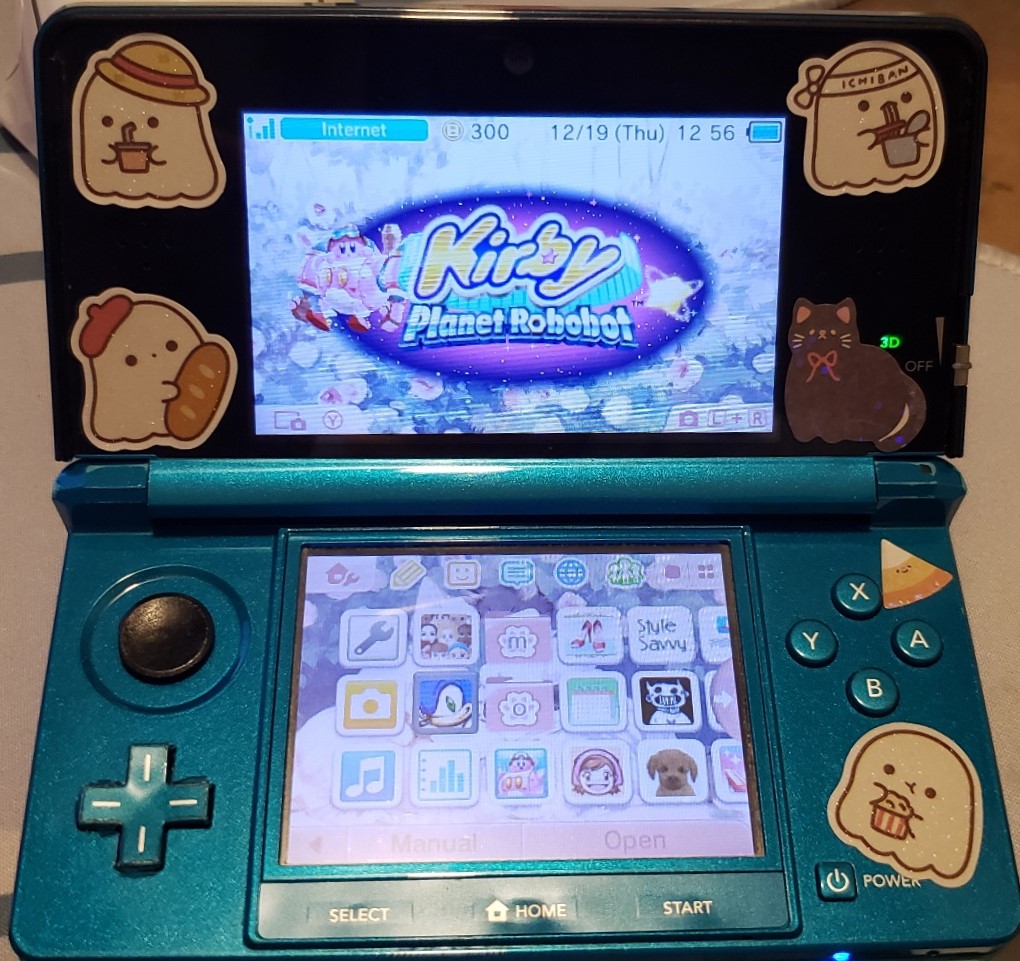 ICHIBAN
Internet B 300 12/19 (Thu) 12 56
Kirby
Planet Robobot
TM
Y L + R
3D
OFF
m Style
Savvy
X
Y A
B
Manual Open
SELECT HOME START
POWER